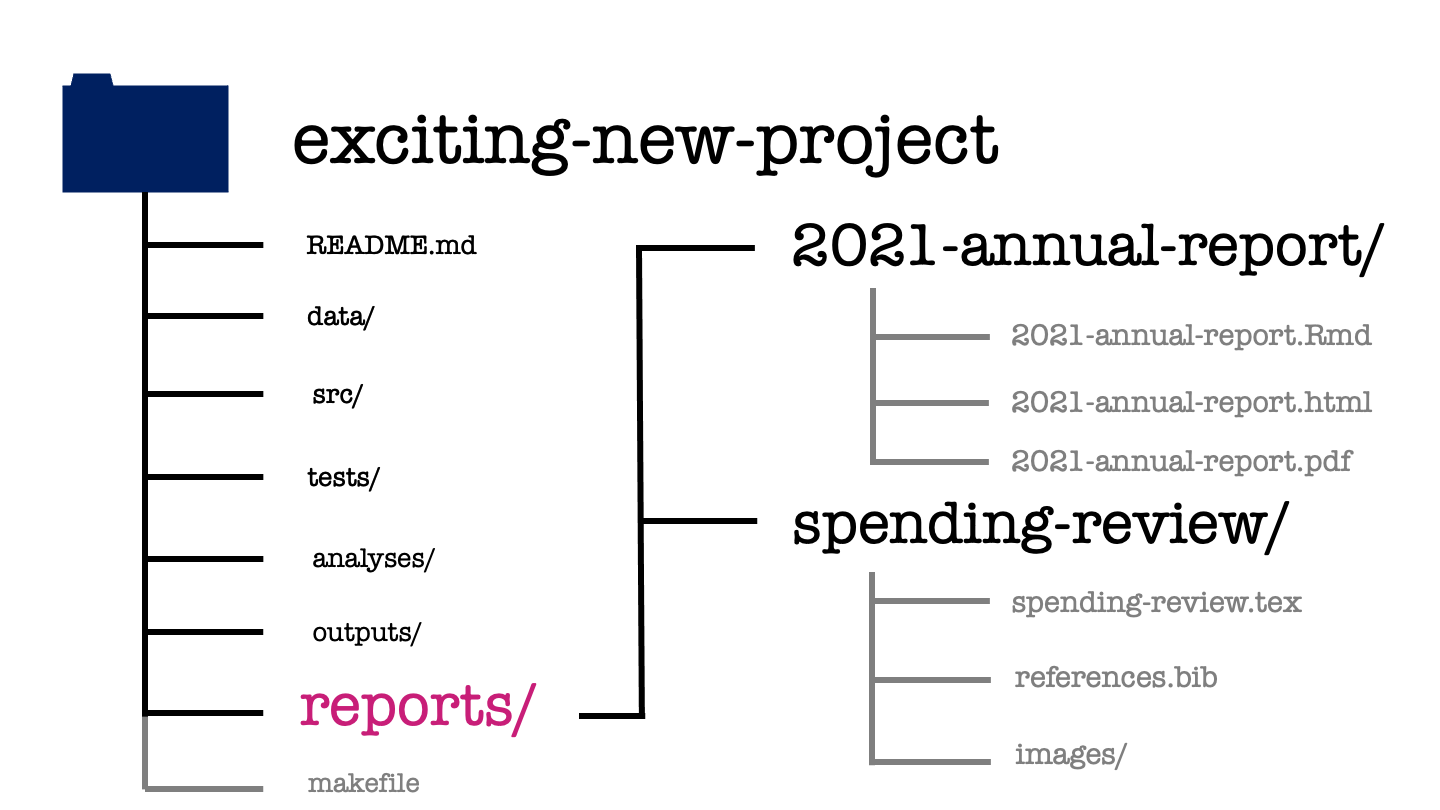 exciting-new-project
README.md
data/
src/
tests/
analyses/
outputs/
reports/
makefile
2021-annual-report/
2021-annual-report.Rmd
2021-annual-report.html
2021-annual-report.pdf
spending-review/
spending-review.tex
references.bib
images/